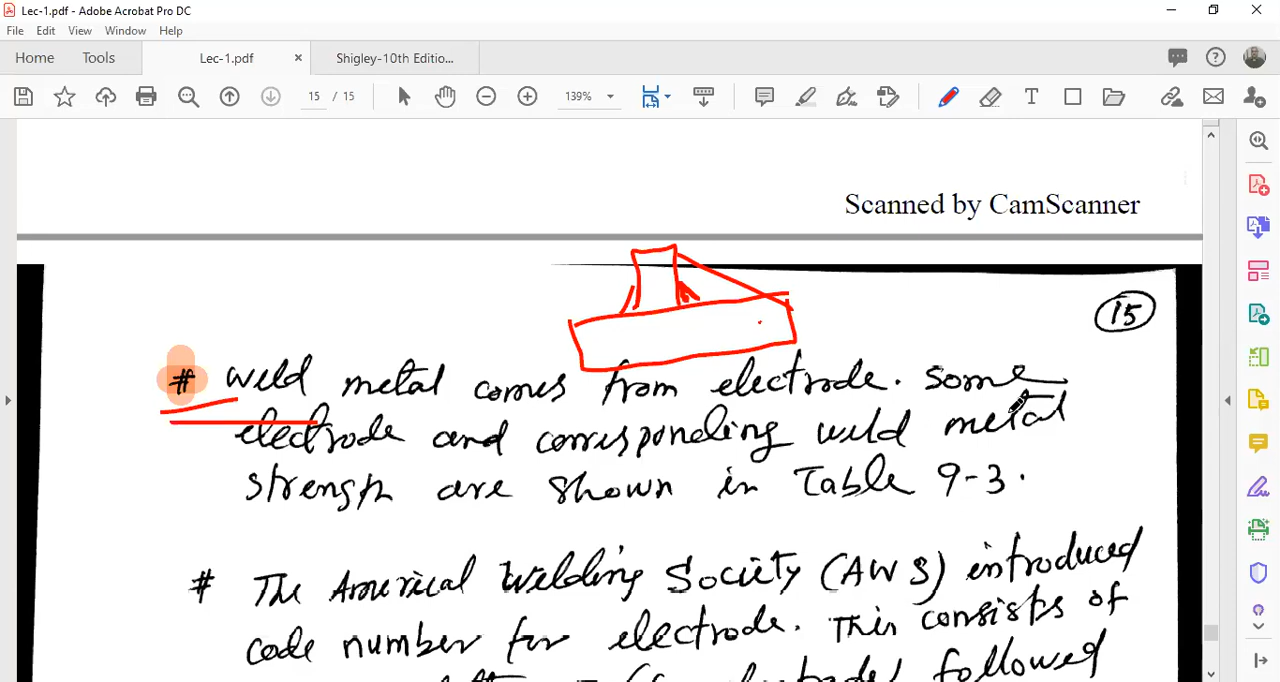 Lec-1.pdf - Adobe Acrobat Pro DC
File Edit View Window Help
Home Tools Lec-1.pdf × Shigley-10th Editio...
15 / 15 139%
Scanned by CamScanner
15
# Weld metal comes from electrode. Some
electrode and corresponding weld metal
strength are shown in Table 9-3.
# The Americal Welding Society (AWS) introduced
code number for electrode. This consists of
followed